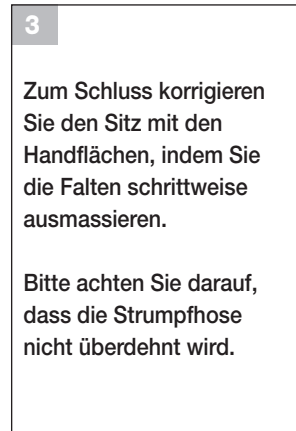 3
Zum Schluss korrigieren
Sie den Sitz mit den
Handflächen, indem Sie
die Falten schrittweise
ausmassieren.
Bitte achten Sie darauf,
dass die Strumpfhose
nicht überdehnt wird.